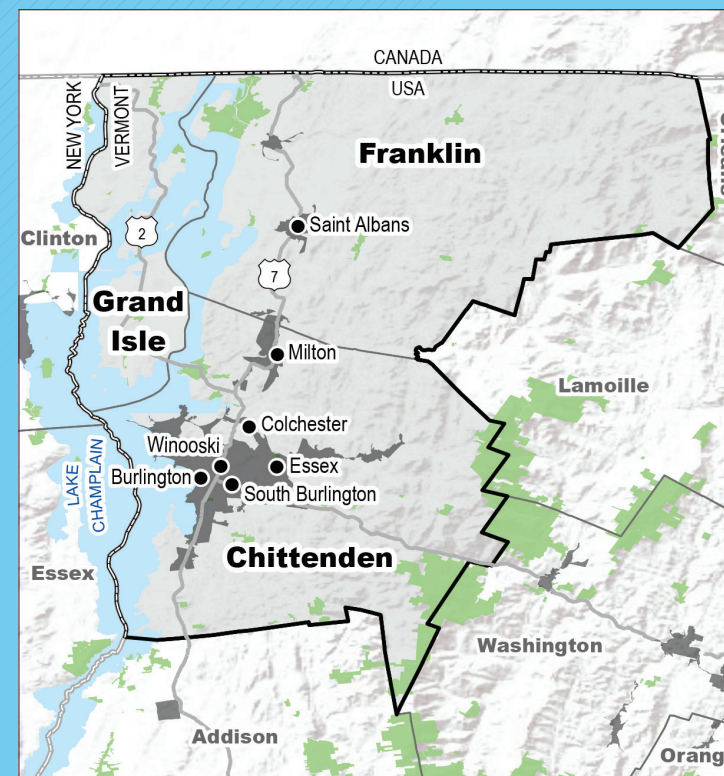 CANADA
USA
NEW YORK
VERMONT
Franklin
Saint Albans
Clinton
2
7
Grand
Isle
Milton
Lamoille
Colchester
Winooski
Essex
Burlington
South Burlington
LAKE
CHAMPLAIN
Chittenden
Essex
Washington
Addison
Orang